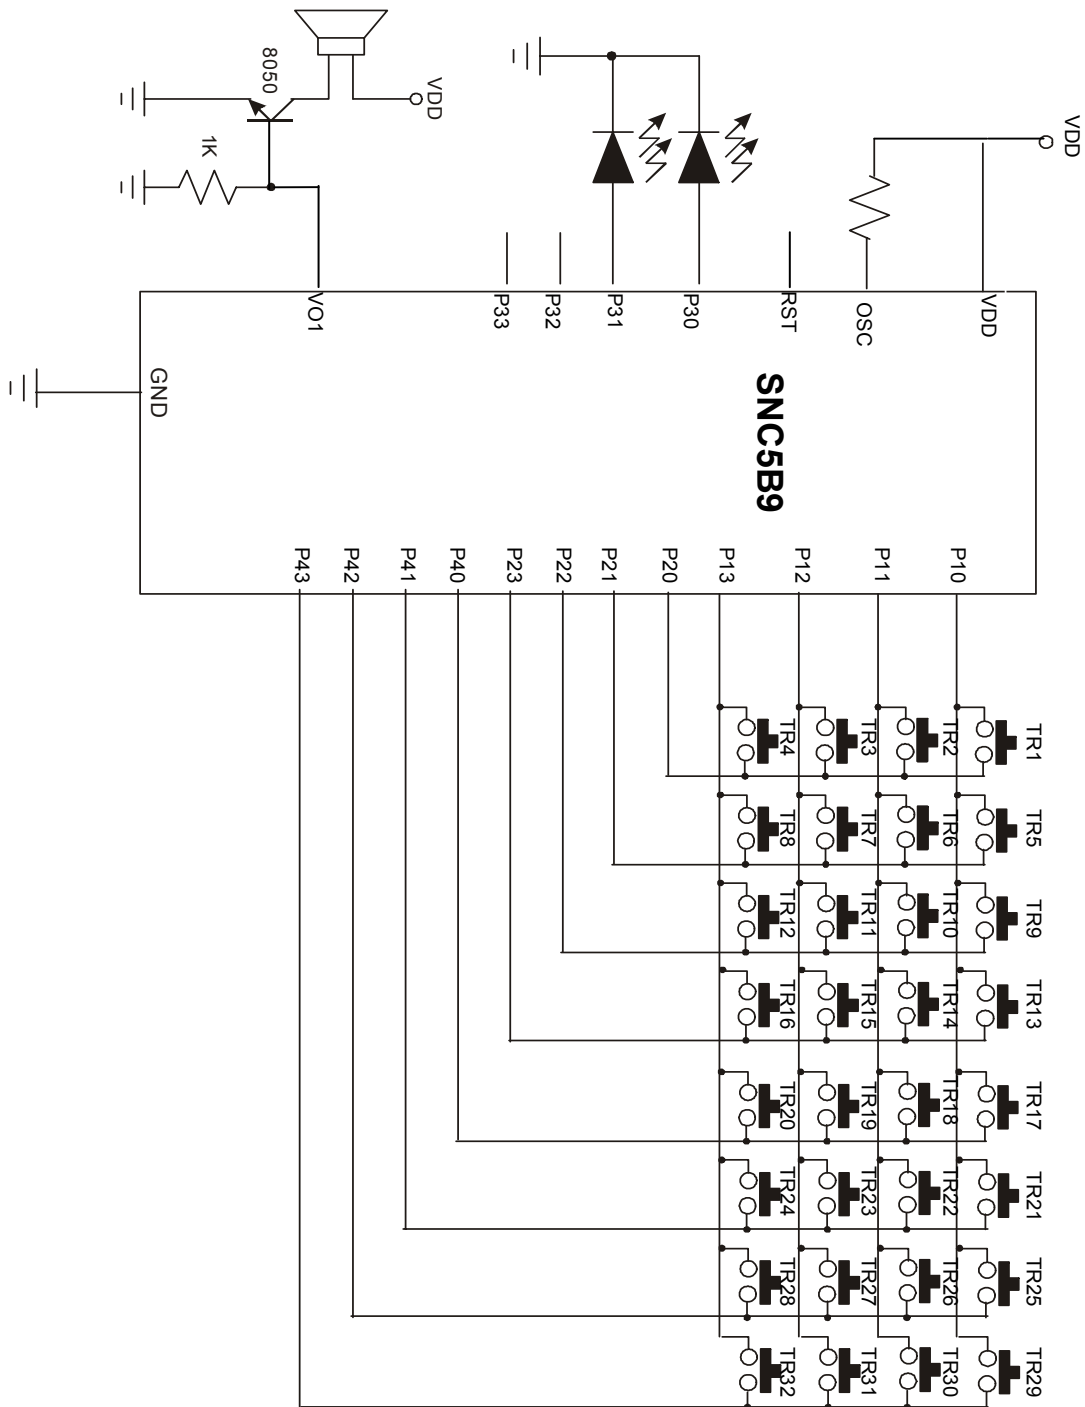 VDD
VDD
8050
1K
VDD
OSC
RST
P30
P31
P32
P33
VO1
GND
SNC5B9
P10
P11
P12
P13
P20
P21
P22
P23
P40
P41
P42
P43
TR1
TR2
TR3
TR4
TR5
TR6
TR7
TR8
TR9
TR10
TR11
TR12
TR13
TR14
TR15
TR16
TR17
TR18
TR19
TR20
TR21
TR22
TR23
TR24
TR25
TR26
TR27
TR28
TR29
TR30
TR31
TR32